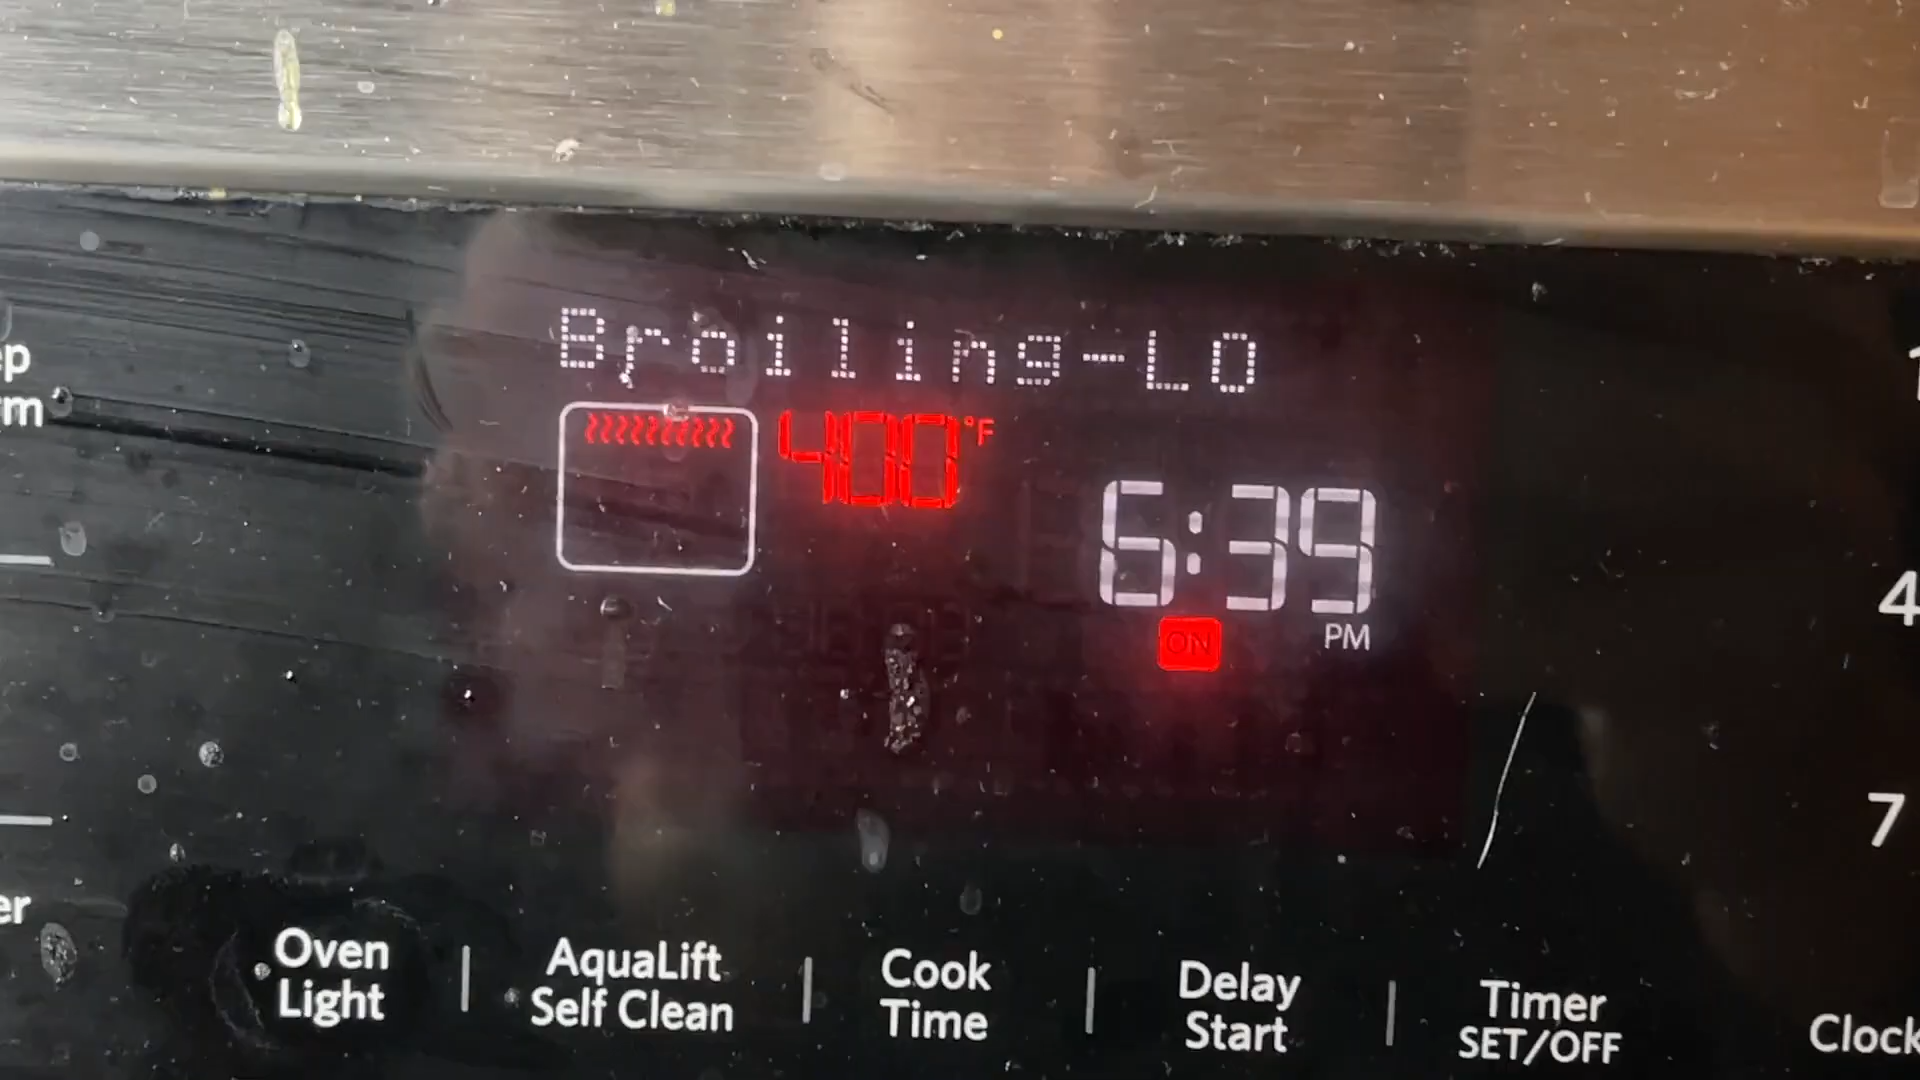 Broiling-LO
400°F
6:39
ON PM
4
7
Oven Light
AquaLift Self Clean
Cook Time
Delay Start
Timer SET/OFF
Clock